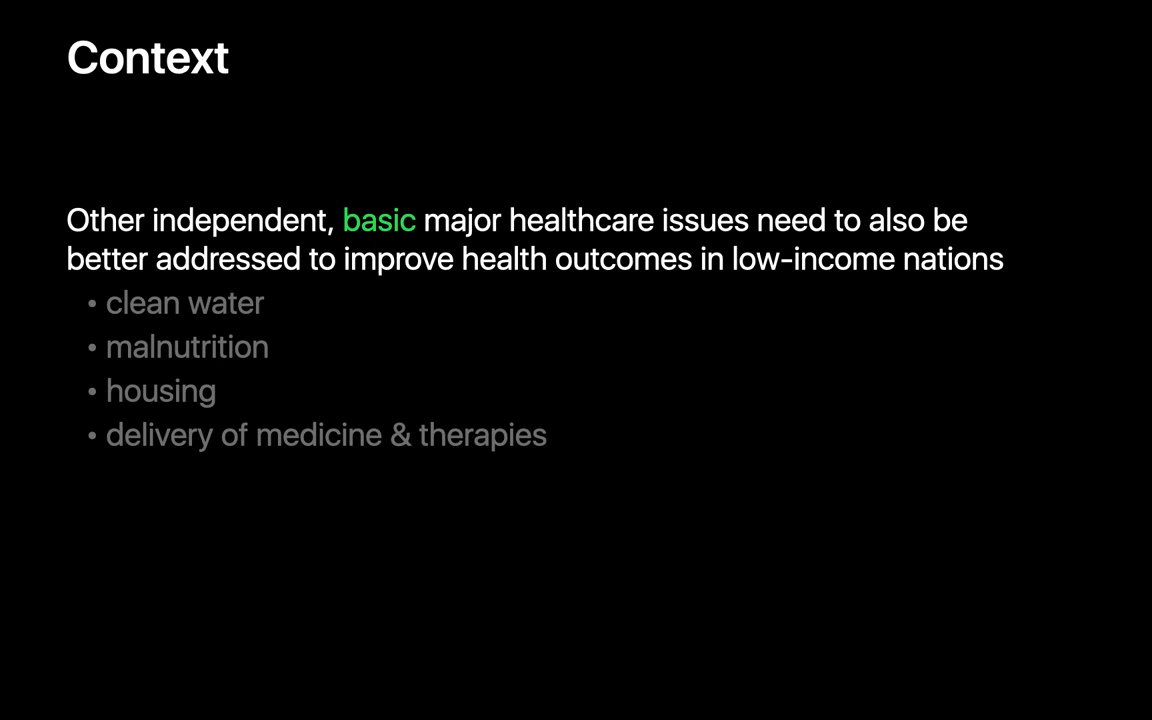 Context
Other independent, basic major healthcare issues need to also be
better addressed to improve health outcomes in low-income nations
• clean water
• malnutrition
• housing
• delivery of medicine & therapies